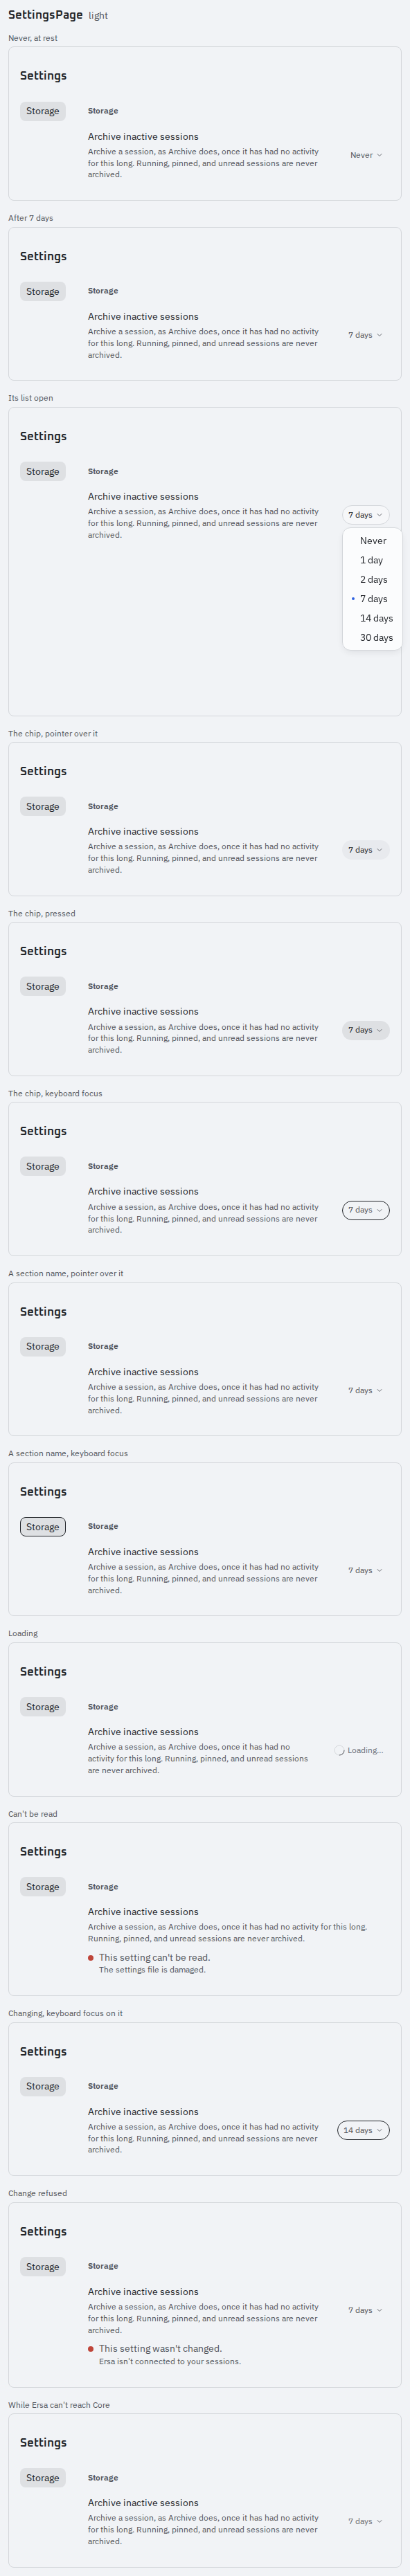 SettingsPage light
Never, at rest
Settings
Storage
Storage
Archive inactive sessions
Archive a session, as Archive does, once it has had no activity
for this long. Running, pinned, and unread sessions are never
archived.
Never
After 7 days
Settings
Storage
Storage
Archive inactive sessions
Archive a session, as Archive does, once it has had no activity
for this long. Running, pinned, and unread sessions are never
archived.
7 days
Its list open
Settings
Storage
Storage
Archive inactive sessions
Archive a session, as Archive does, once it has had no activity
for this long. Running, pinned, and unread sessions are never
archived.
7 days
Never
1 day
2 days
7 days
14 days
30 days
The chip, pointer over it
Settings
Storage
Storage
Archive inactive sessions
Archive a session, as Archive does, once it has had no activity
for this long. Running, pinned, and unread sessions are never
archived.
7 days
The chip, pressed
Settings
Storage
Storage
Archive inactive sessions
Archive a session, as Archive does, once it has had no activity
for this long. Running, pinned, and unread sessions are never
archived.
7 days
The chip, keyboard focus
Settings
Storage
Storage
Archive inactive sessions
Archive a session, as Archive does, once it has had no activity
for this long. Running, pinned, and unread sessions are never
archived.
7 days
A section name, pointer over it
Settings
Storage
Storage
Archive inactive sessions
Archive a session, as Archive does, once it has had no activity
for this long. Running, pinned, and unread sessions are never
archived.
7 days
A section name, keyboard focus
Settings
Storage
Storage
Archive inactive sessions
Archive a session, as Archive does, once it has had no activity
for this long. Running, pinned, and unread sessions are never
archived.
7 days
Loading
Settings
Storage
Storage
Archive inactive sessions
Archive a session, as Archive does, once it has had no
activity for this long. Running, pinned, and unread sessions
are never archived.
Loading...
Can't be read
Settings
Storage
Storage
Archive inactive sessions
Archive a session, as Archive does, once it has had no activity for this long.
Running, pinned, and unread sessions are never archived.
This setting can't be read.
The settings file is damaged.
Changing, keyboard focus on it
Settings
Storage
Storage
Archive inactive sessions
Archive a session, as Archive does, once it has had no activity
for this long. Running, pinned, and unread sessions are never
archived.
14 days
Change refused
Settings
Storage
Storage
Archive inactive sessions
Archive a session, as Archive does, once it has had no activity
for this long. Running, pinned, and unread sessions are never
archived.
7 days
This setting wasn't changed.
Ersa isn't connected to your sessions.
While Ersa can't reach Core
Settings
Storage
Storage
Archive inactive sessions
Archive a session, as Archive does, once it has had no activity
for this long. Running, pinned, and unread sessions are never
archived.
7 days